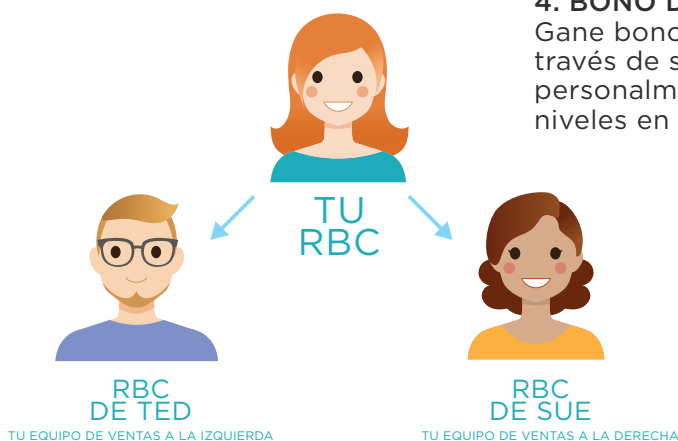 4. BONO
Gane bono
través de s
personalm
niveles en
TU
RBC
RBC
DE TED
TU EQUIPO DE VENTAS A LA IZQUIERDA
RBC
DE SUE
TU EQUIPO DE VENTAS A LA DERECHA